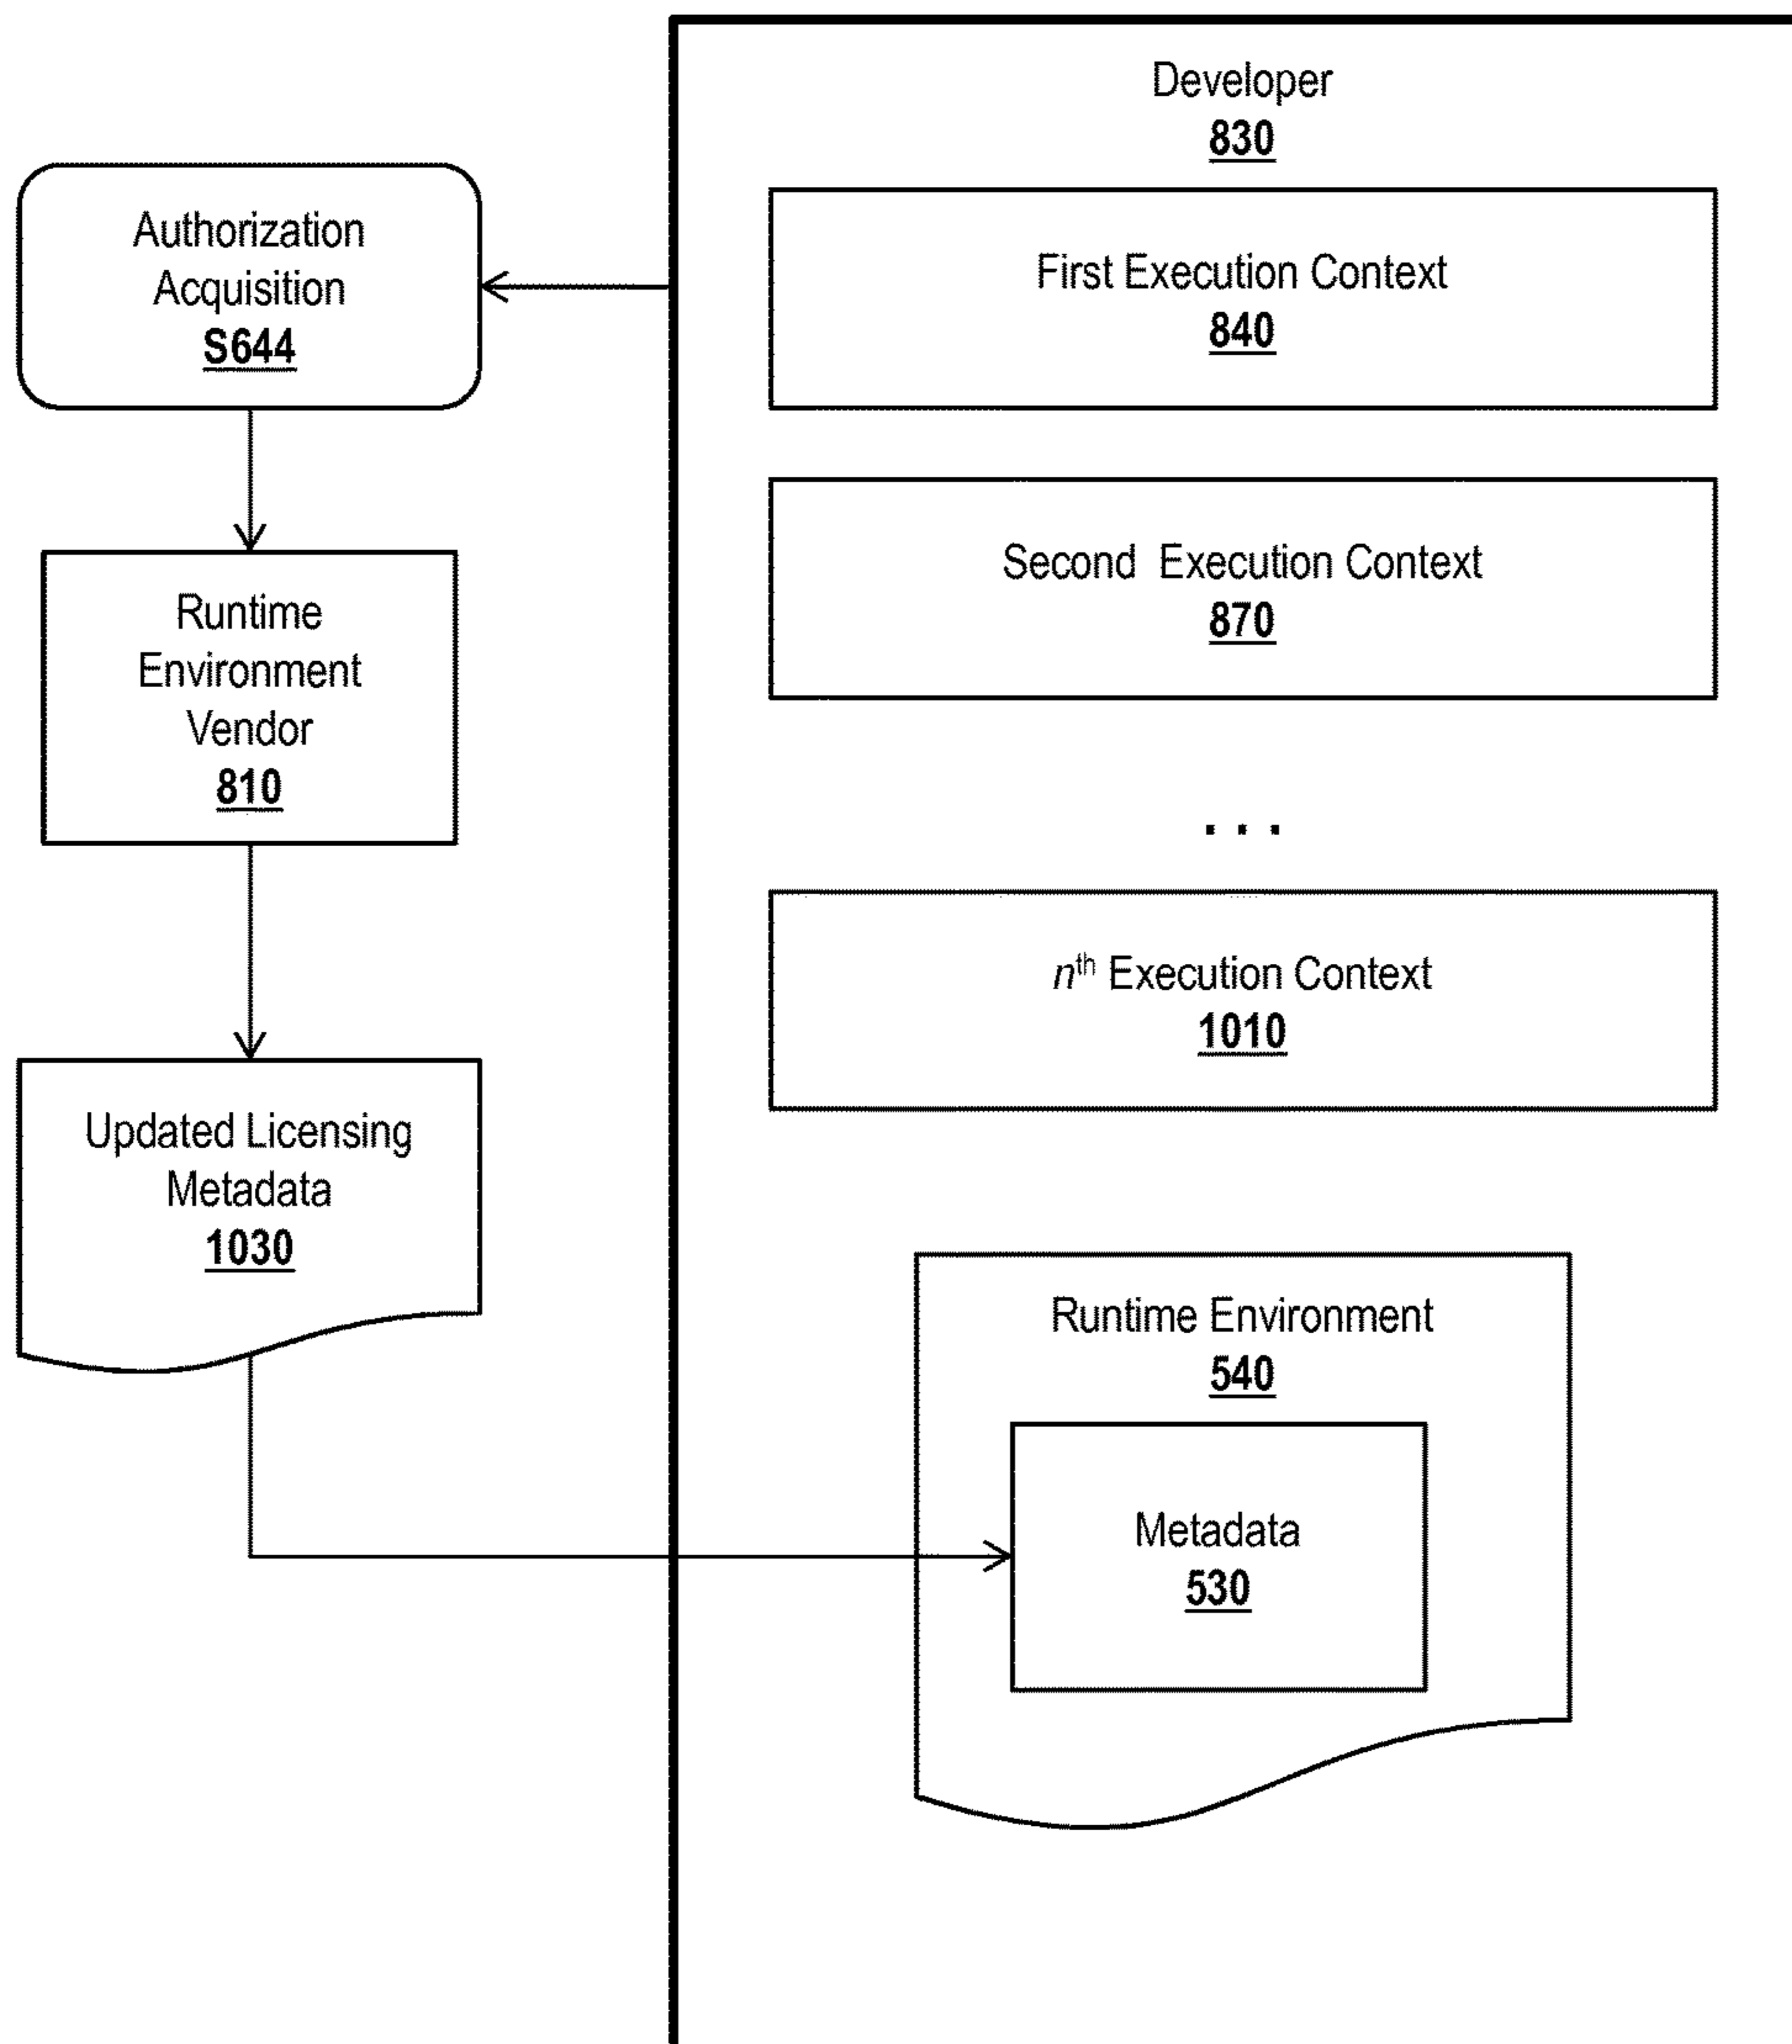 Developer
830
Authorization
Acquisition
S644
First Execution Context
840
Runtime
Environment
Vendor
810
Second Execution Context
870
...
nth Execution Context
1010
Updated Licensing
Metadata
1030
Runtime Environment
540
Metadata
530